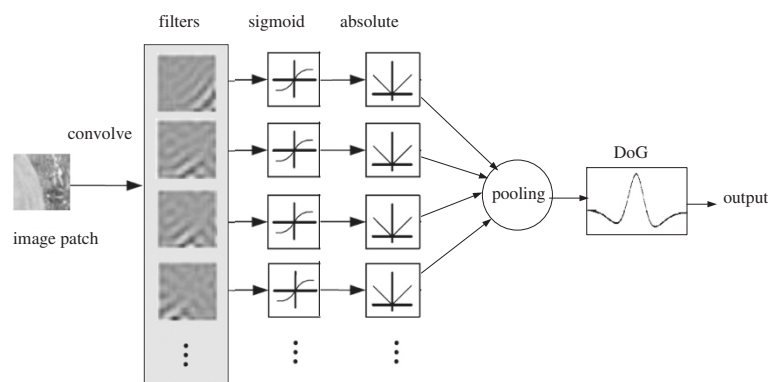 filters sigmoid absolute
convolve
DoG
pooling
output
image patch